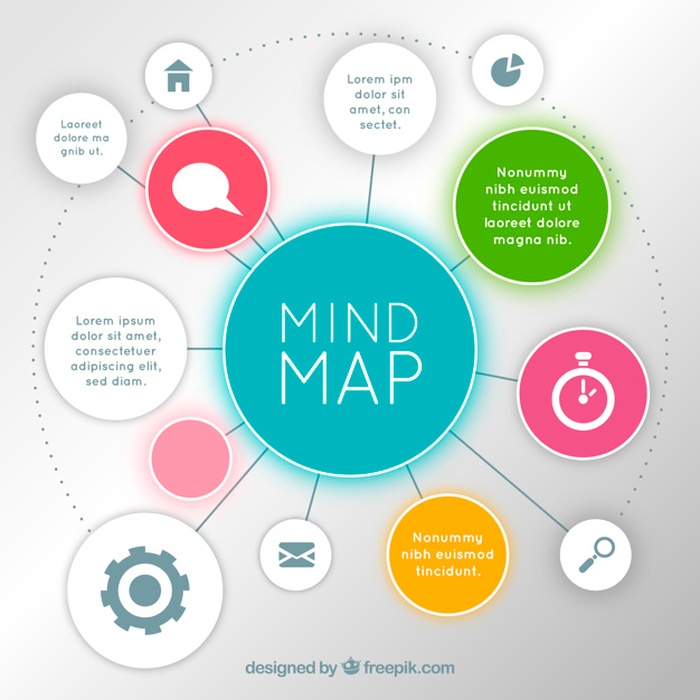 Lorem ipm
dolor sit
amet, con
sectet.
Laoreet
dolore ma
gnib ut.
Nonummy
nibh euismod
tincidunt ut
laoreet dolore
magna nib.
MIND
MAP
Lorem ipsum
dolor sit amet,
consectetuer
adipiscing elit,
sed diam.
Nonummy
nibh euismod
tincidunt.
designed by freepik.com